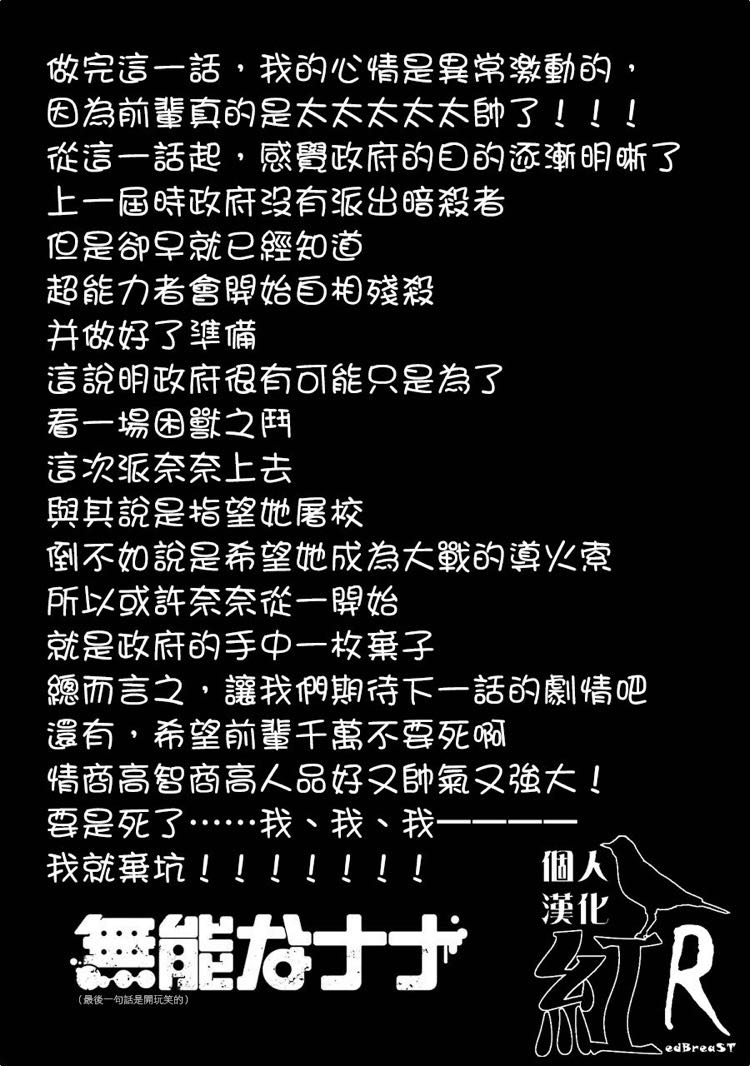 做完這一話，我的心情是異常激動的，
因為前輩真的是太太太太太帥了！！！
從這一話起，感覺政府的目的逐漸明晰了
上一屆時政府沒有派出暗殺者
但是卻早就已經知道
超能力者會開始自相殘殺
并做好了準備
這說明政府很有可能只是為了
看一場困獸之鬥
這次派奈奈上去
與其說是指望她屠校
倒不如說是希望她成為大戰的導火索
所以或許奈奈從一開始
就是政府的手中一枚棄子
總而言之，讓我們期待下一話的劇情吧
還有，希望前輩千萬不要死啊
情商高智商高人品好又帥氣又強大！
要是死了……我、我、我————
我就棄坑！！！！！！！
無能なナナ
（最後一句話是開玩笑的）
個人
漢化
紅
RedBreaST